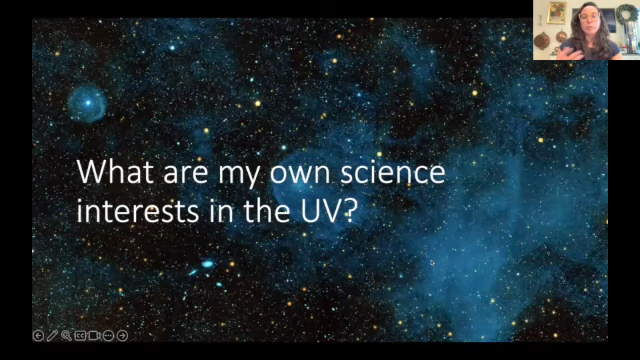 What are my own science
interests in the UV?